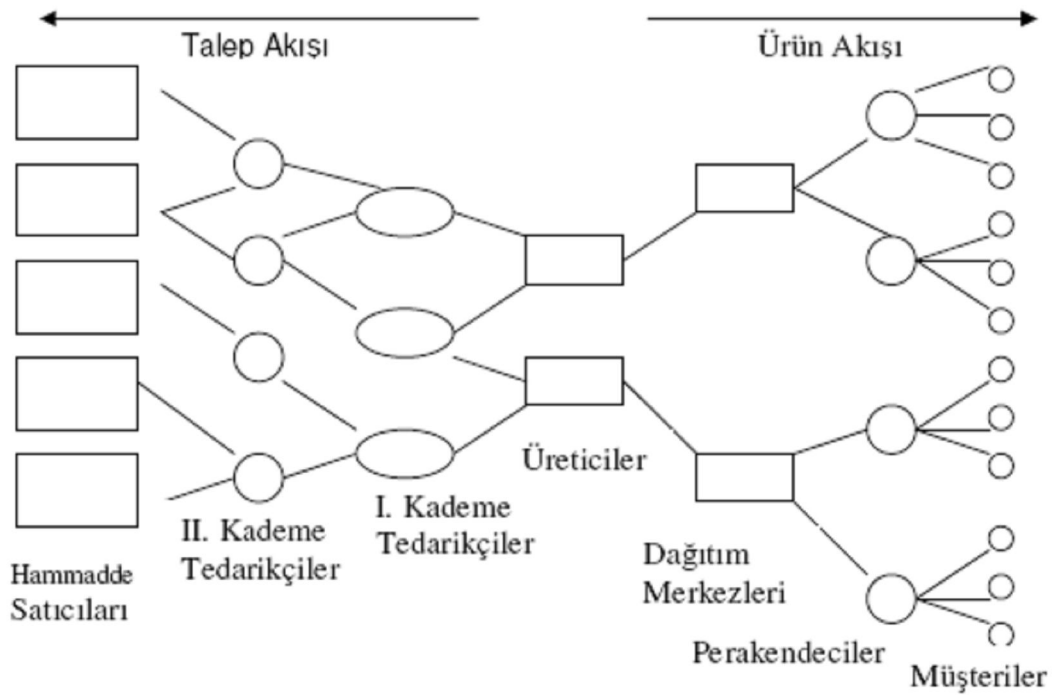 Talep Akışı
Ürün Akışı
Üreticiler
I. Kademe
Tedarikçiler
II. Kademe
Tedarikçiler
Hammadde
Satıcıları
Dağıtım
Merkezleri
Perakendeciler
Müşteriler